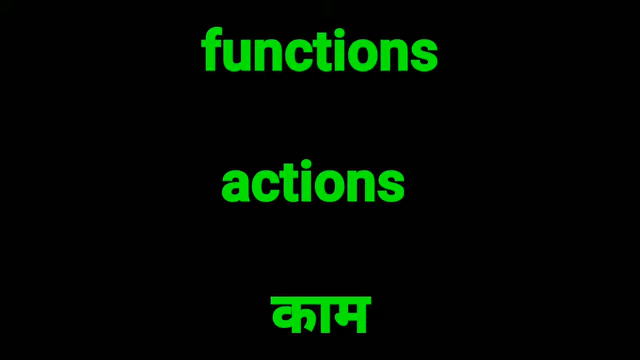 functions
actions
काम